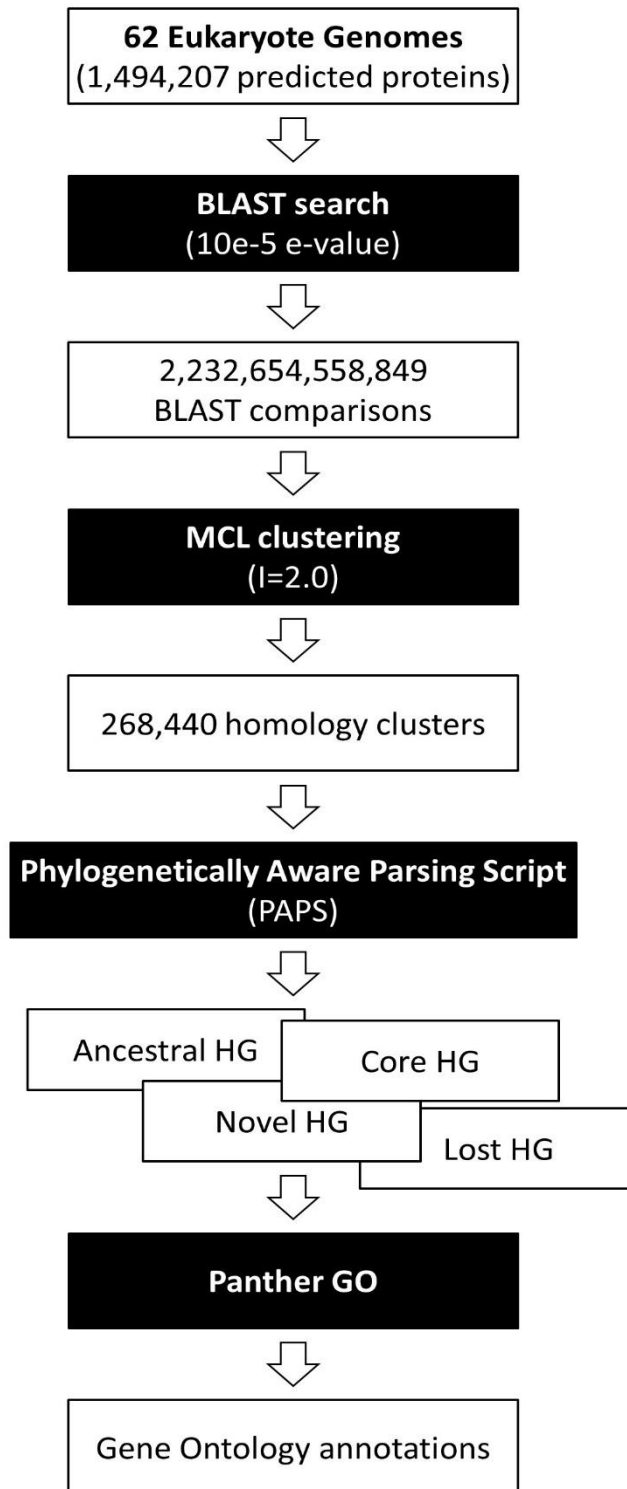 62 Eukaryote Genomes
(1,494,207 predicted proteins)
BLAST search
(10e-5 e-value)
2,232,654,558,849
BLAST comparisons
MCL clustering
(I=2.0)
268,440 homology clusters
Phylogenetically Aware Parsing Script
(PAPS)
Ancestral HG
Core HG
Novel HG
Lost HG
Panther GO
Gene Ontology annotations